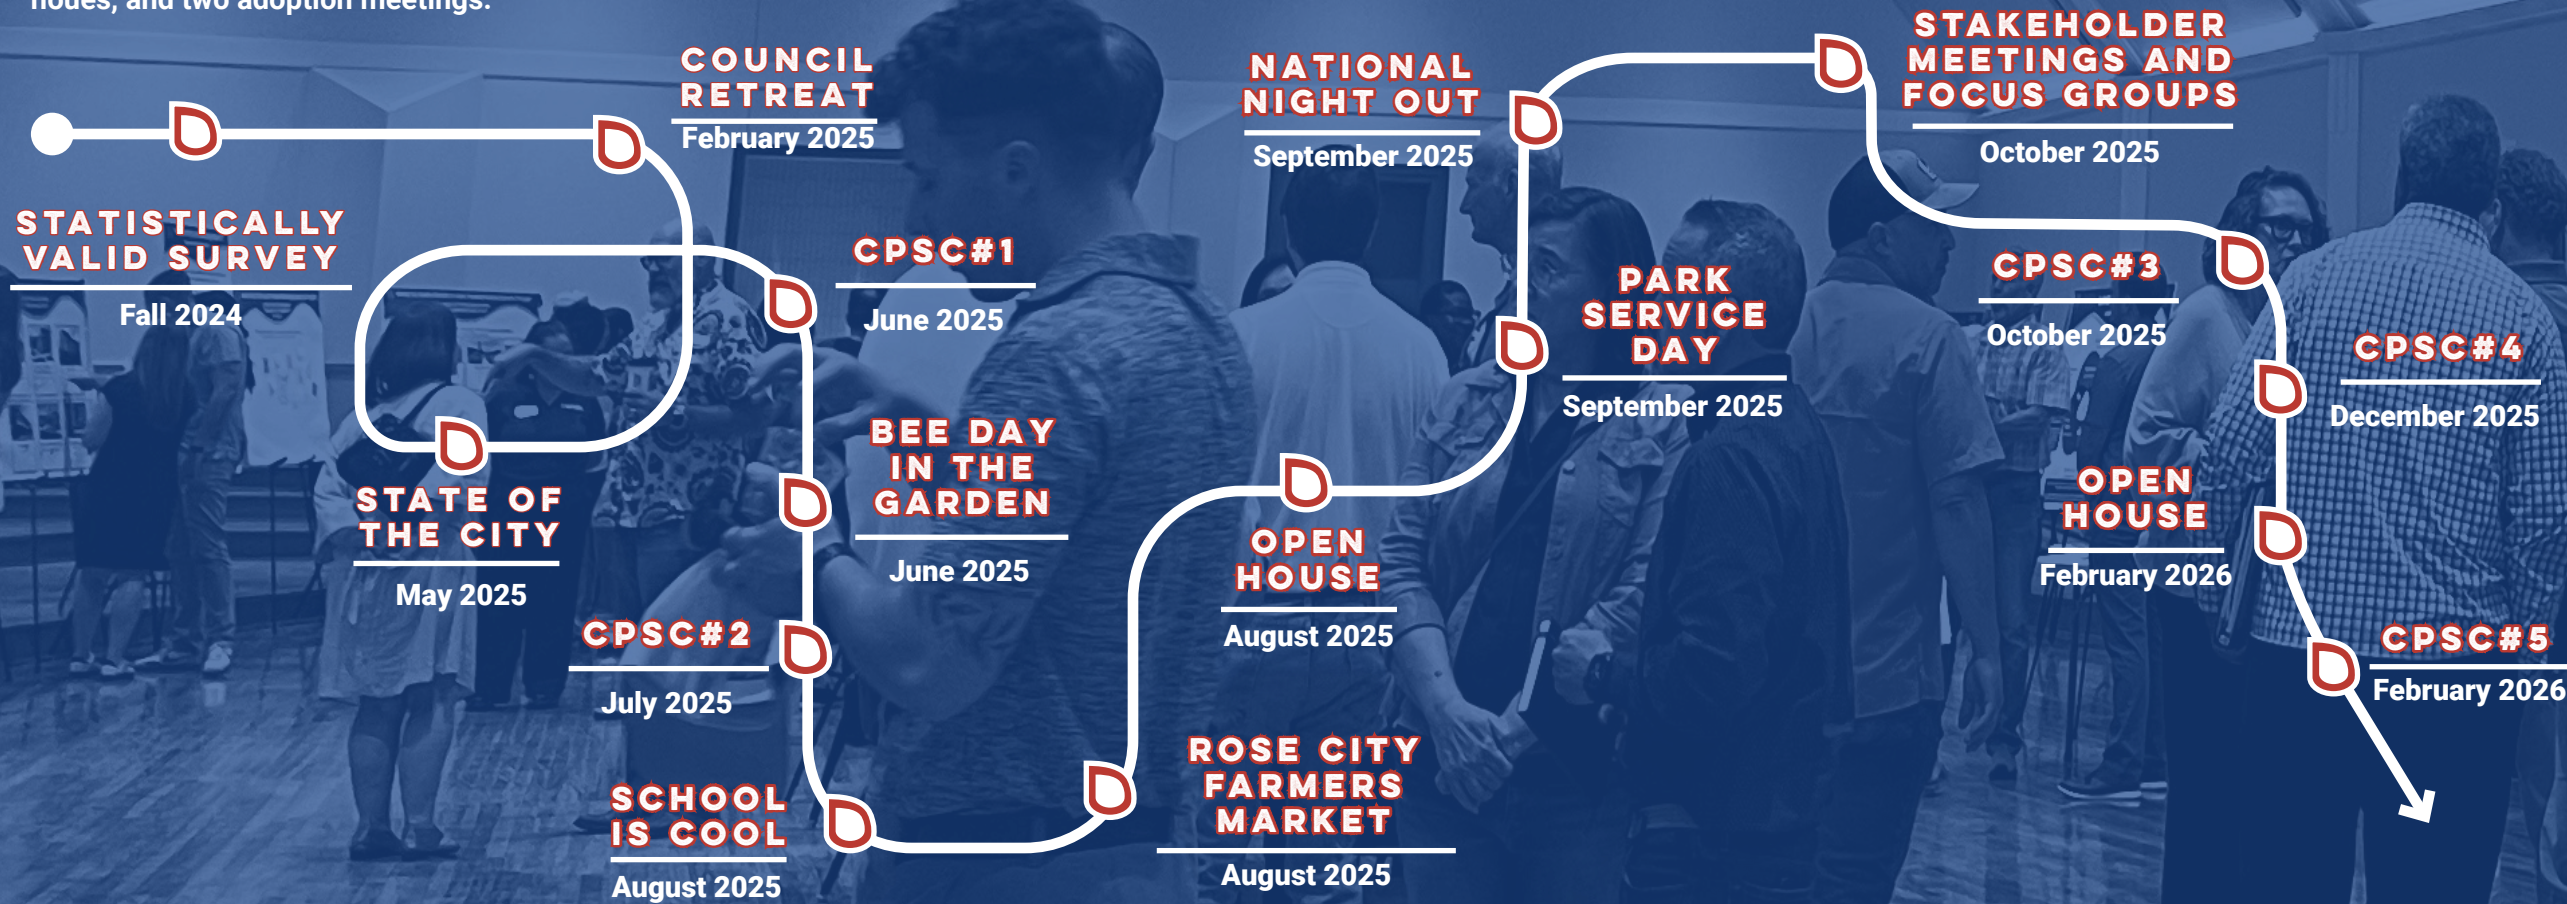 and two adoption meetings.
COUNCIL
RETREAT
February 2025
STATISTICALLY
VALID SURVEY
Fall 2024
STATE OF
THE CITY
May 2025
CPSC#1
June 2025
BEE DAY
IN THE
GARDEN
June 2025
CPSC#2
July 2025
SCHOOL
IS COOL
August 2025
ROSE CITY
FARMERS
MARKET
August 2025
OPEN
HOUSE
August 2025
PARK
SERVICE
DAY
September 2025
NATIONAL
NIGHT OUT
September 2025
STAKEHOLDER
MEETINGS AND
FOCUS GROUPS
October 2025
CPSC#3
October 2025
CPSC#4
December 2025
OPEN
HOUSE
February 2026
CPSC#5
February 2026